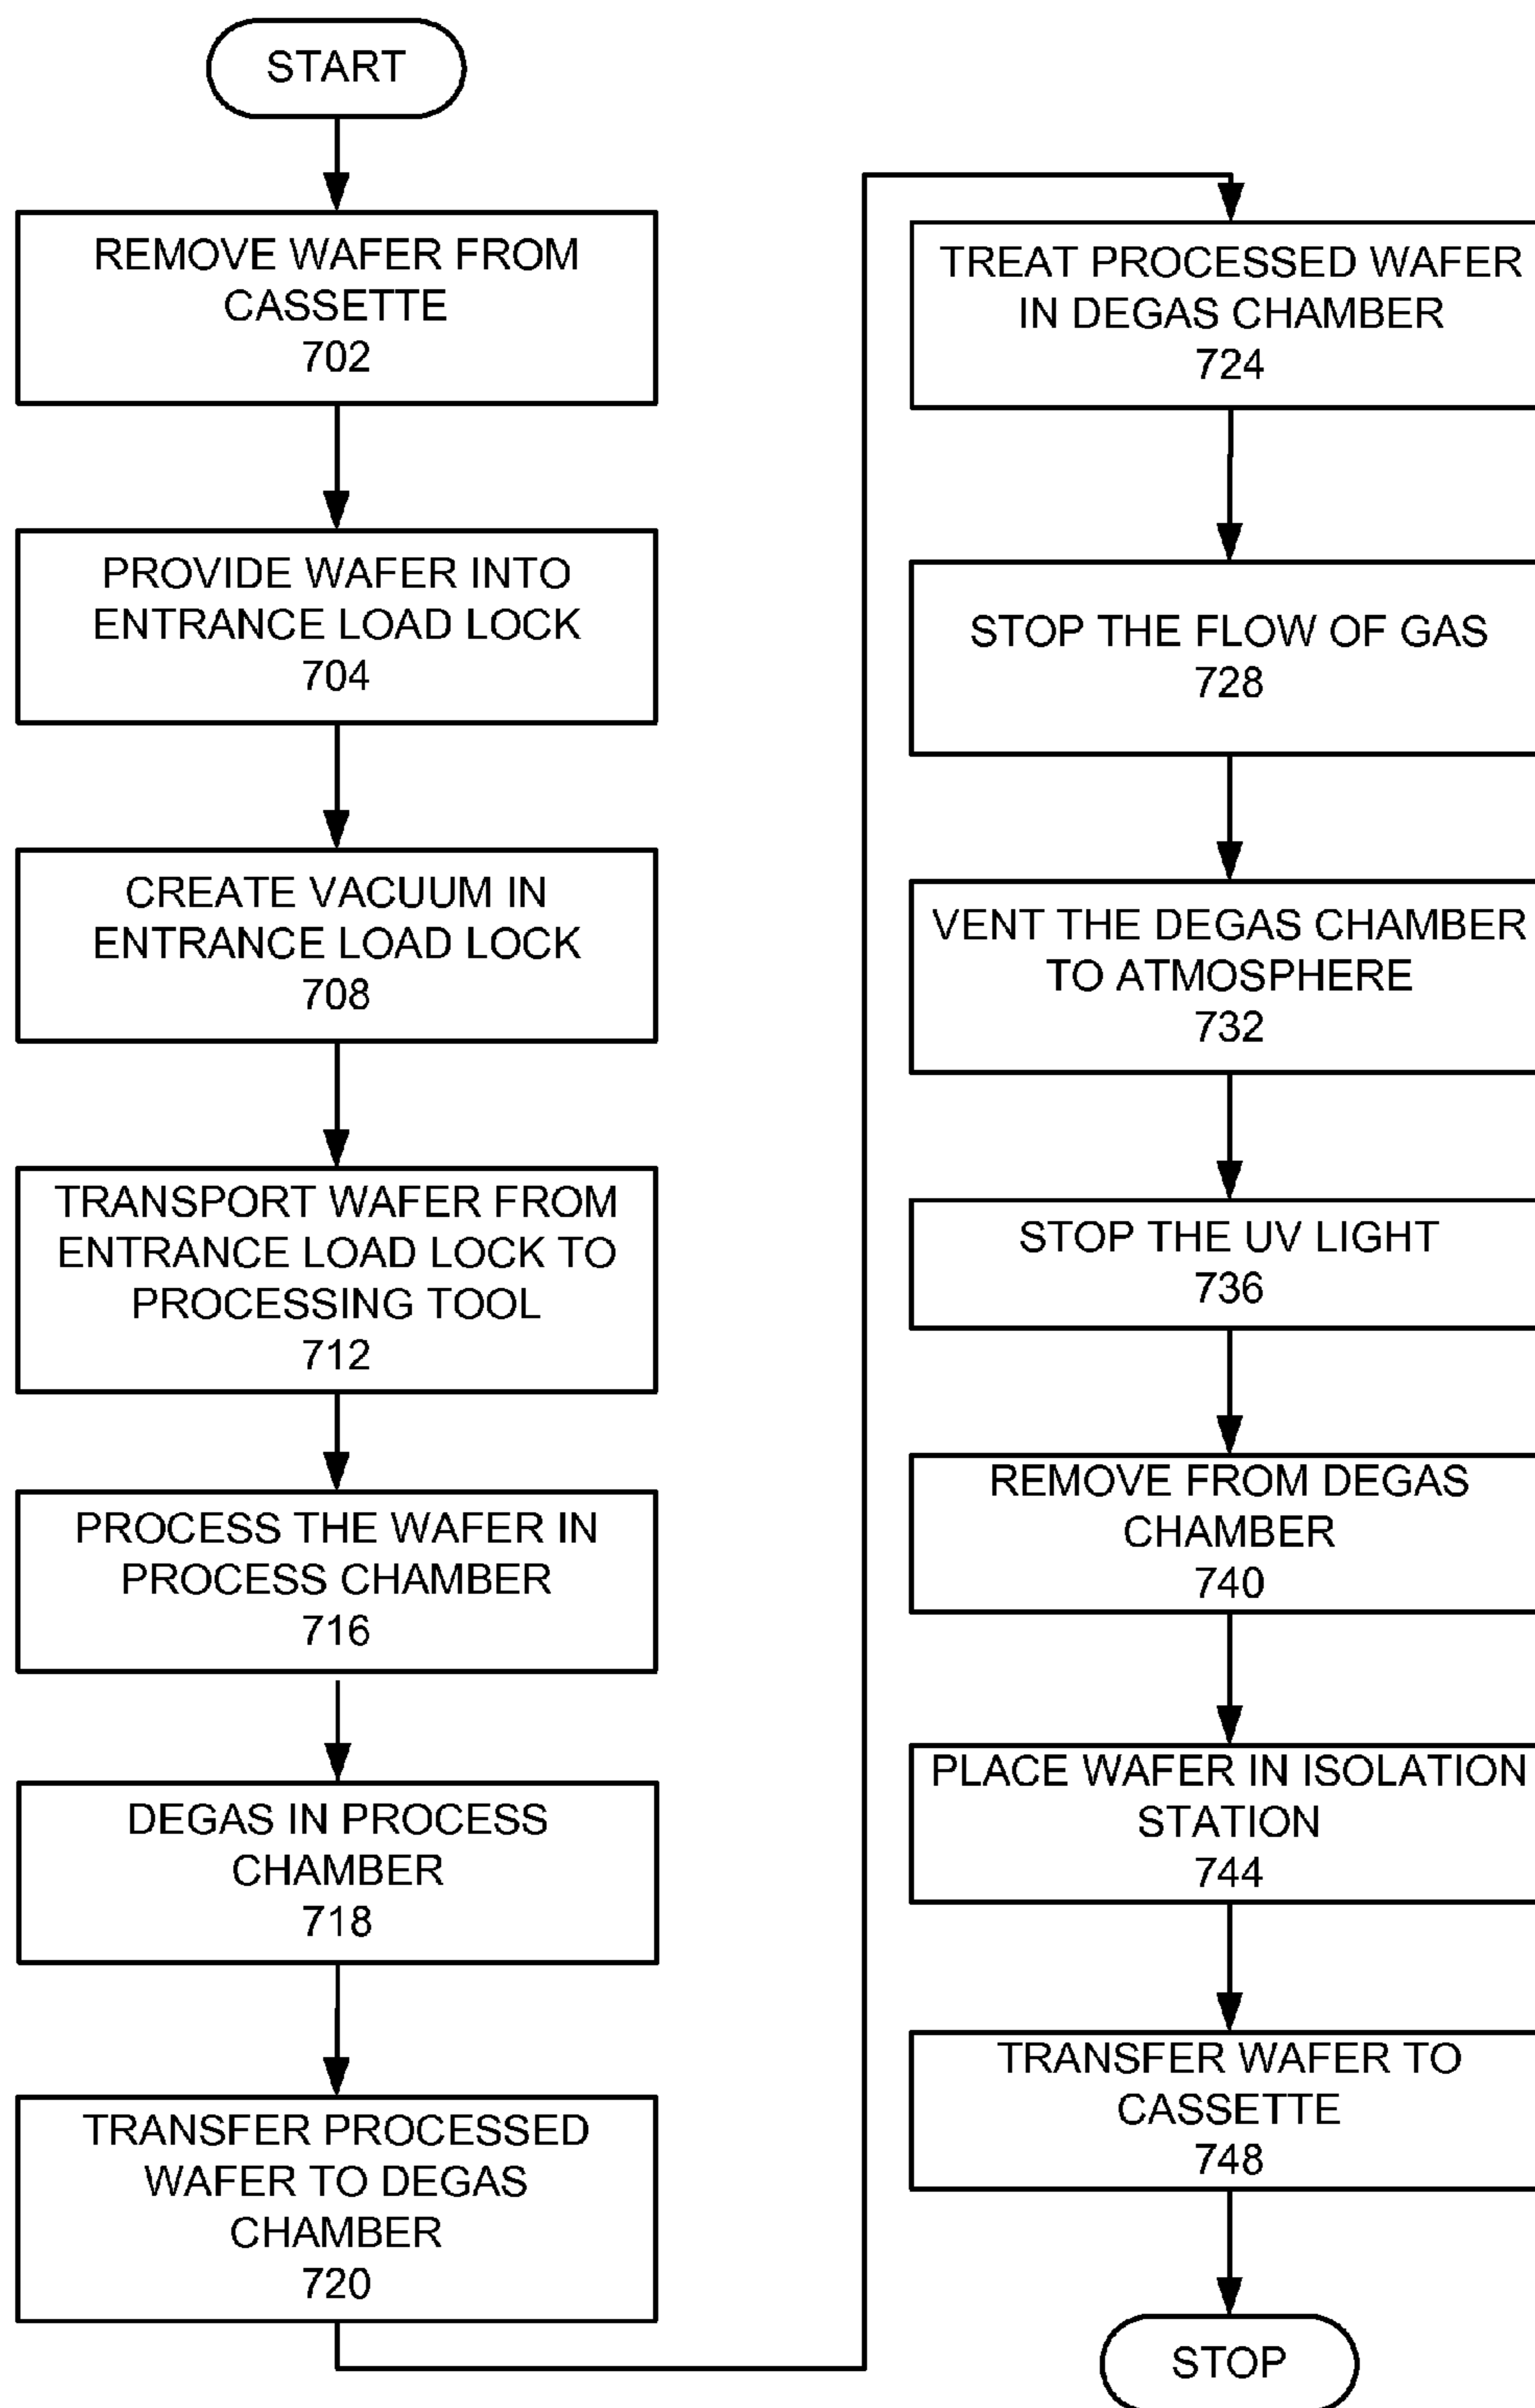 START
REMOVE WAFER FROM
CASSETTE
702
PROVIDE WAFER INTO
ENTRANCE LOAD LOCK
704
CREATE VACUUM IN
ENTRANCE LOAD LOCK
708
TRANSPORT WAFER FROM
ENTRANCE LOAD LOCK TO
PROCESSING TOOL
712
PROCESS THE WAFER IN
PROCESS CHAMBER
716
DEGAS IN PROCESS
CHAMBER
718
TRANSFER PROCESSED
WAFER TO DEGAS
CHAMBER
720
TREAT PROCESSED WAFER
IN DEGAS CHAMBER
724
STOP THE FLOW OF GAS
728
VENT THE DEGAS CHAMBER
TO ATMOSPHERE
732
STOP THE UV LIGHT
736
REMOVE FROM DEGAS
CHAMBER
740
PLACE WAFER IN ISOLATION
STATION
744
TRANSFER WAFER TO
CASSETTE
748
STOP